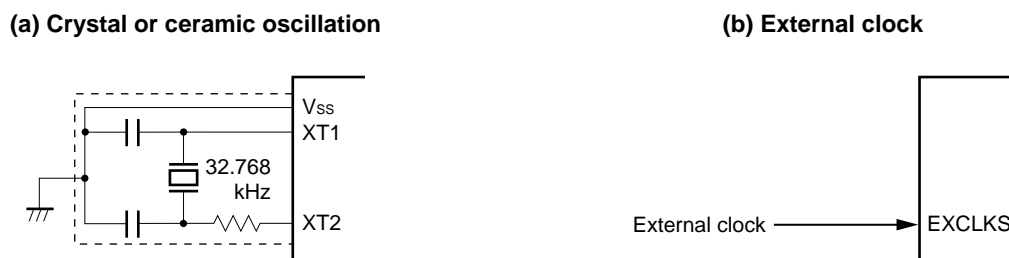 (a) Crystal or ceramic oscillation
(b) External clock
VSS
XT1
32.768
kHz
XT2
External clock
EXCLKS